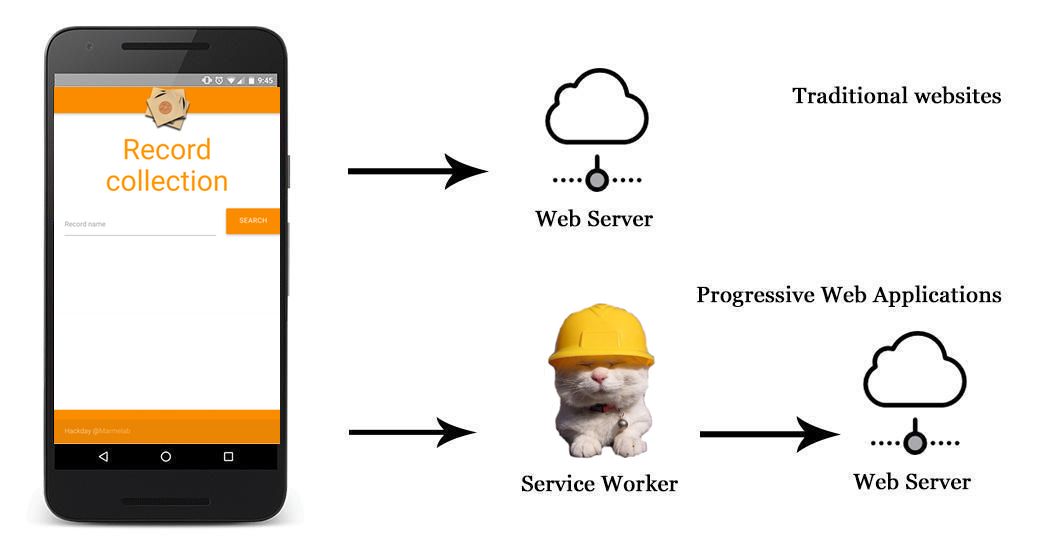 9:45
Record
collection
Record name
SEARCH
Hackday @Marmelab
Traditional websites
Web Server
Progressive Web Applications
Service Worker
Web Server